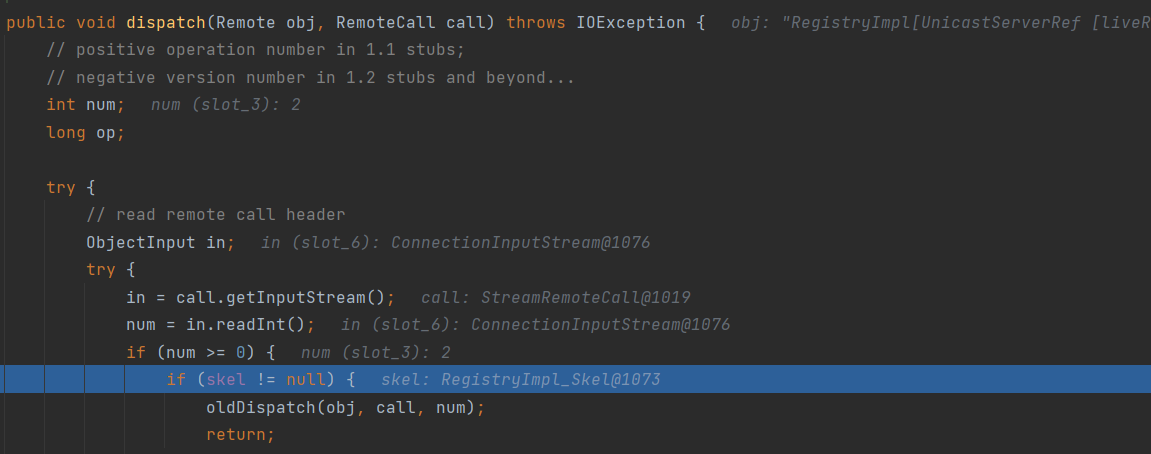 public void dispatch(Remote obj, RemoteCall call) throws IOException {   obj: "RegistryImpl[UnicastServerRef [liveR
    // positive operation number in 1.1 stubs;
    // negative version number in 1.2 stubs and beyond...
    int num;   num (slot_3): 2
    long op;
    try {
        // read remote call header
        ObjectInput in;   in (slot_6): ConnectionInputStream@1076
        try {
            in = call.getInputStream();   call: StreamRemoteCall@1019
            num = in.readInt();   in (slot_6): ConnectionInputStream@1076
            if (num >= 0) {   num (slot_3): 2
                if (skel != null) {   skel: RegistryImpl_Skel@1073
                    oldDispatch(obj, call, num);
                    return;